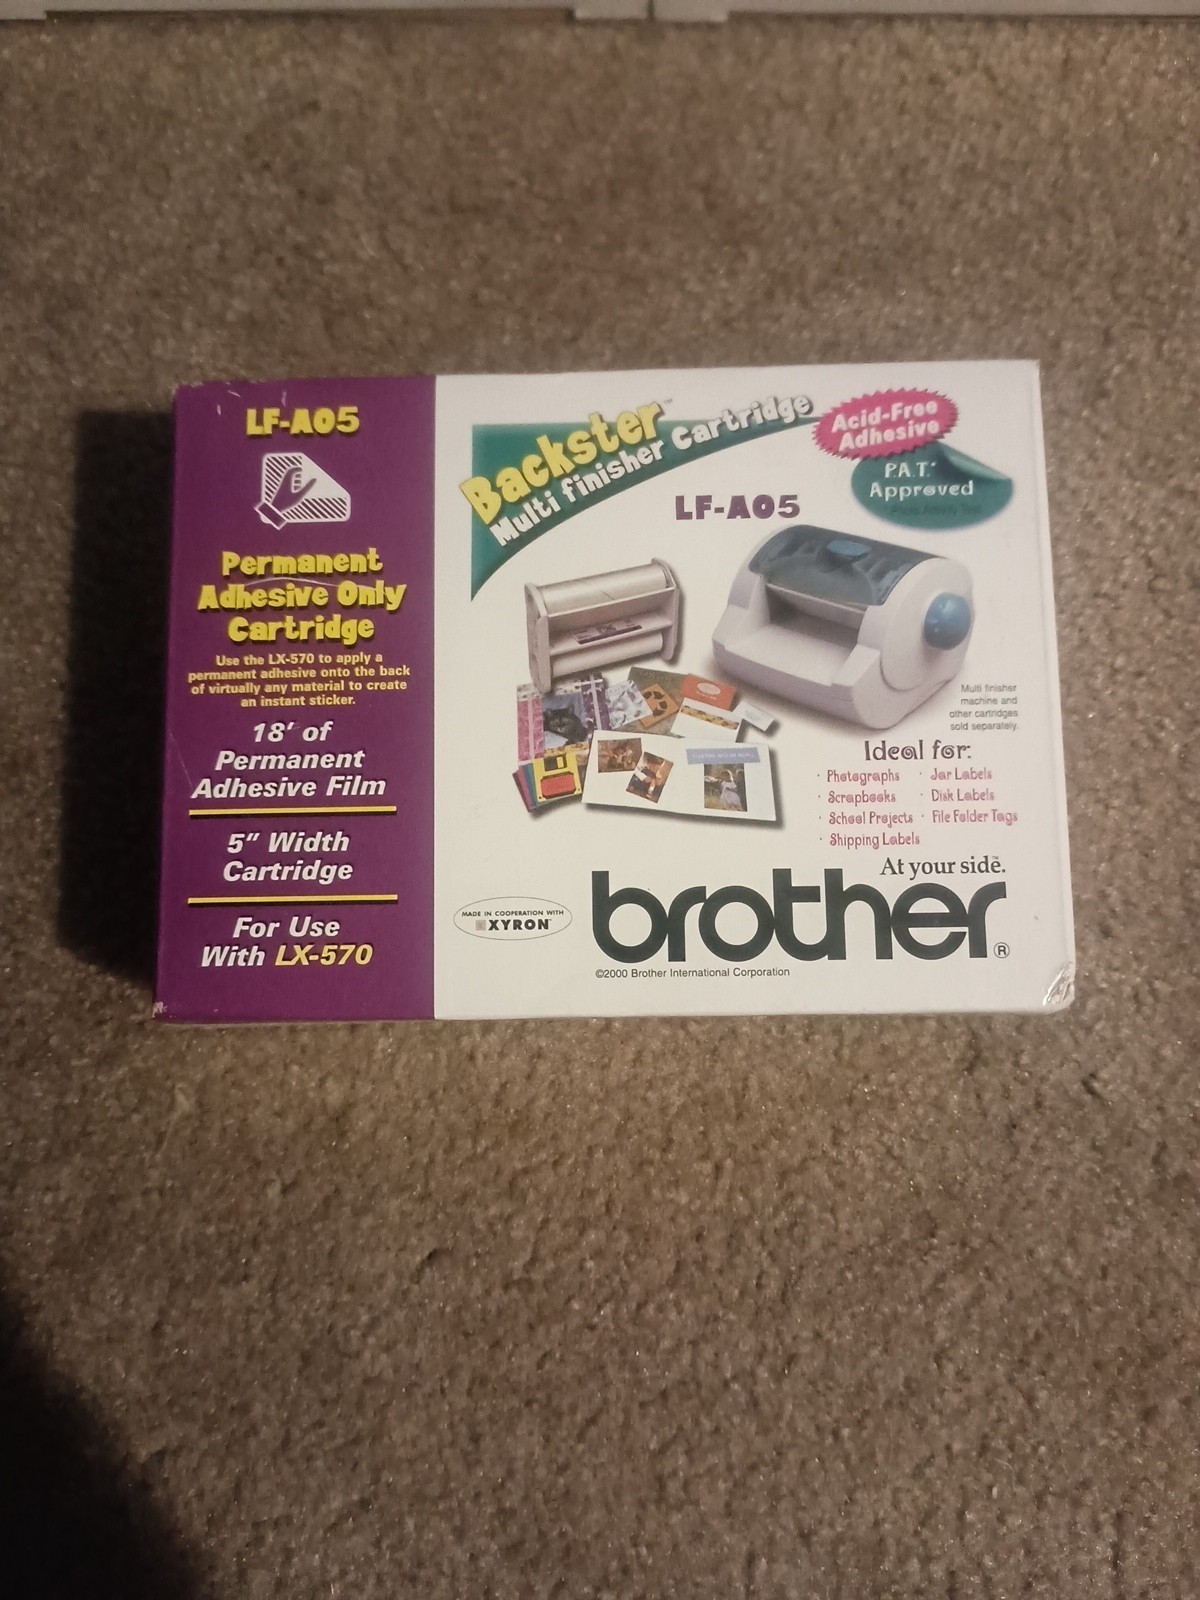 LF-A05
Permanent
Adhesive Only
Cartridge
Use the LX-570 to apply a
permanent adhesive onto the back
of virtually any material to create
an instant sticker.
18' of
Permanent
Adhesive Film
5" Width
Cartridge
For Use
With LX-570
Backster™
Multi finisher Cartridge
LF-A05
Acid-Free
Adhesive
P.A.T.*
Approved
Multi finisher
machine and
other cartridges
sold separately.
Ideal for:
· Photographs
· Scrapbooks
· School Projects
· Shipping Labels
· Jar Labels
· Disk Labels
· File Folder Tags
At your side.™
brother®
MADE IN COOPERATION WITH
XYRON™
©2000 Brother International Corporation